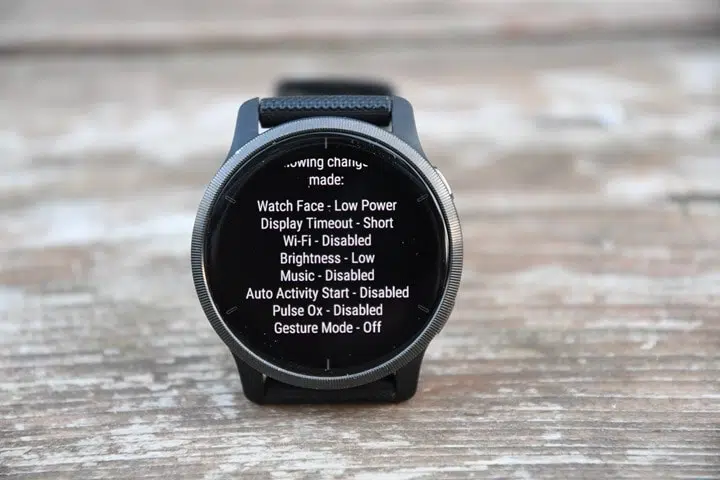 made:
Watch Face - Low Power
Display Timeout - Short
Wi-Fi - Disabled
Brightness - Low
Music - Disabled
Auto Activity Start - Disabled
Pulse Ox - Disabled
Gesture Mode - Off